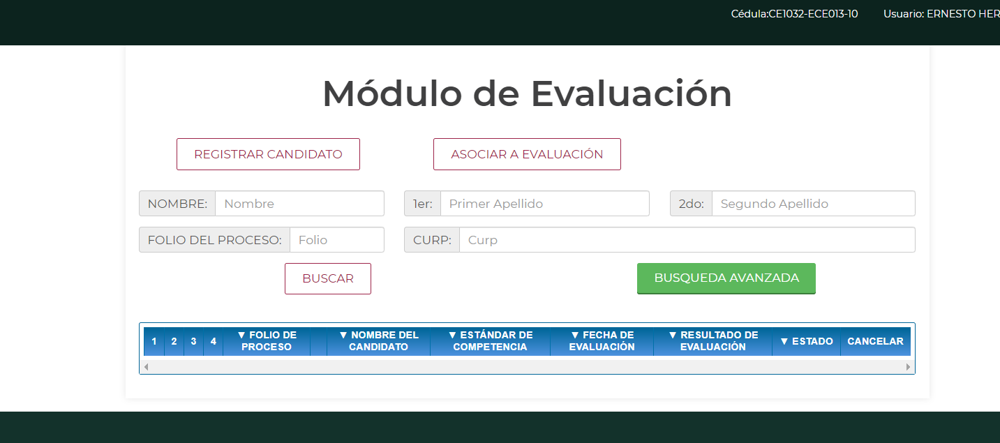 Cédula:CE1032-ECE013-10 Usuario: ERNESTO HER
Módulo de Evaluación
REGISTRAR CANDIDATO ASOCIAR A EVALUACIÓN
NOMBRE: Nombre 1er: Primer Apellido 2do: Segundo Apellido
FOLIO DEL PROCESO: Folio CURP: Curp
BUSCAR BUSQUEDA AVANZADA
1 2 3 4 ▼ FOLIO DE PROCESO ▼ NOMBRE DEL CANDIDATO ▼ ESTÁNDAR DE COMPETENCIA ▼ FECHA DE EVALUACIÓN ▼ RESULTADO DE EVALUACIÓN ▼ ESTADO CANCELAR